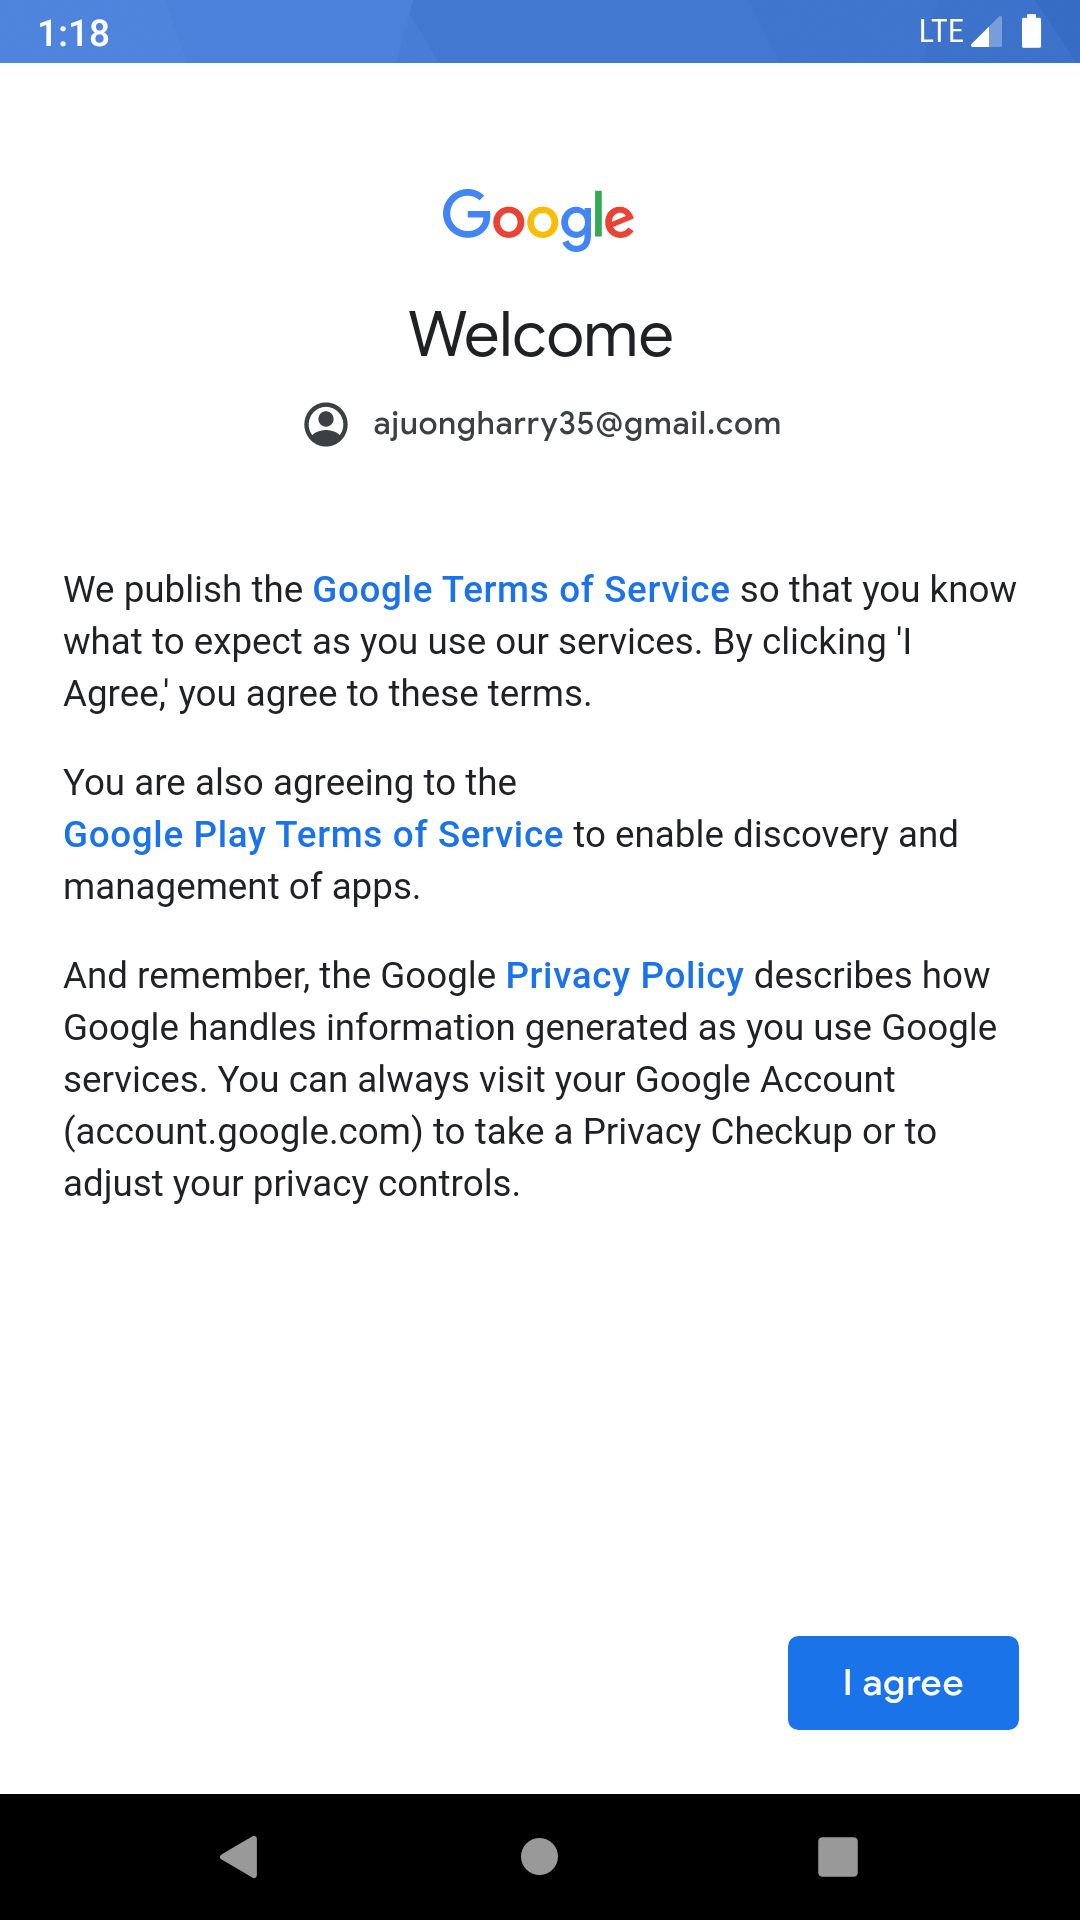 1:18
LTE
Google
Welcome
ajuongharry35@gmail.com
We publish the Google Terms of Service so that you know
what to expect as you use our services. By clicking 'I
Agree,' you agree to these terms.
You are also agreeing to the
Google Play Terms of Service to enable discovery and
management of apps.
And remember, the Google Privacy Policy describes how
Google handles information generated as you use Google
services. You can always visit your Google Account
(account.google.com) to take a Privacy Checkup or to
adjust your privacy controls.
I agree